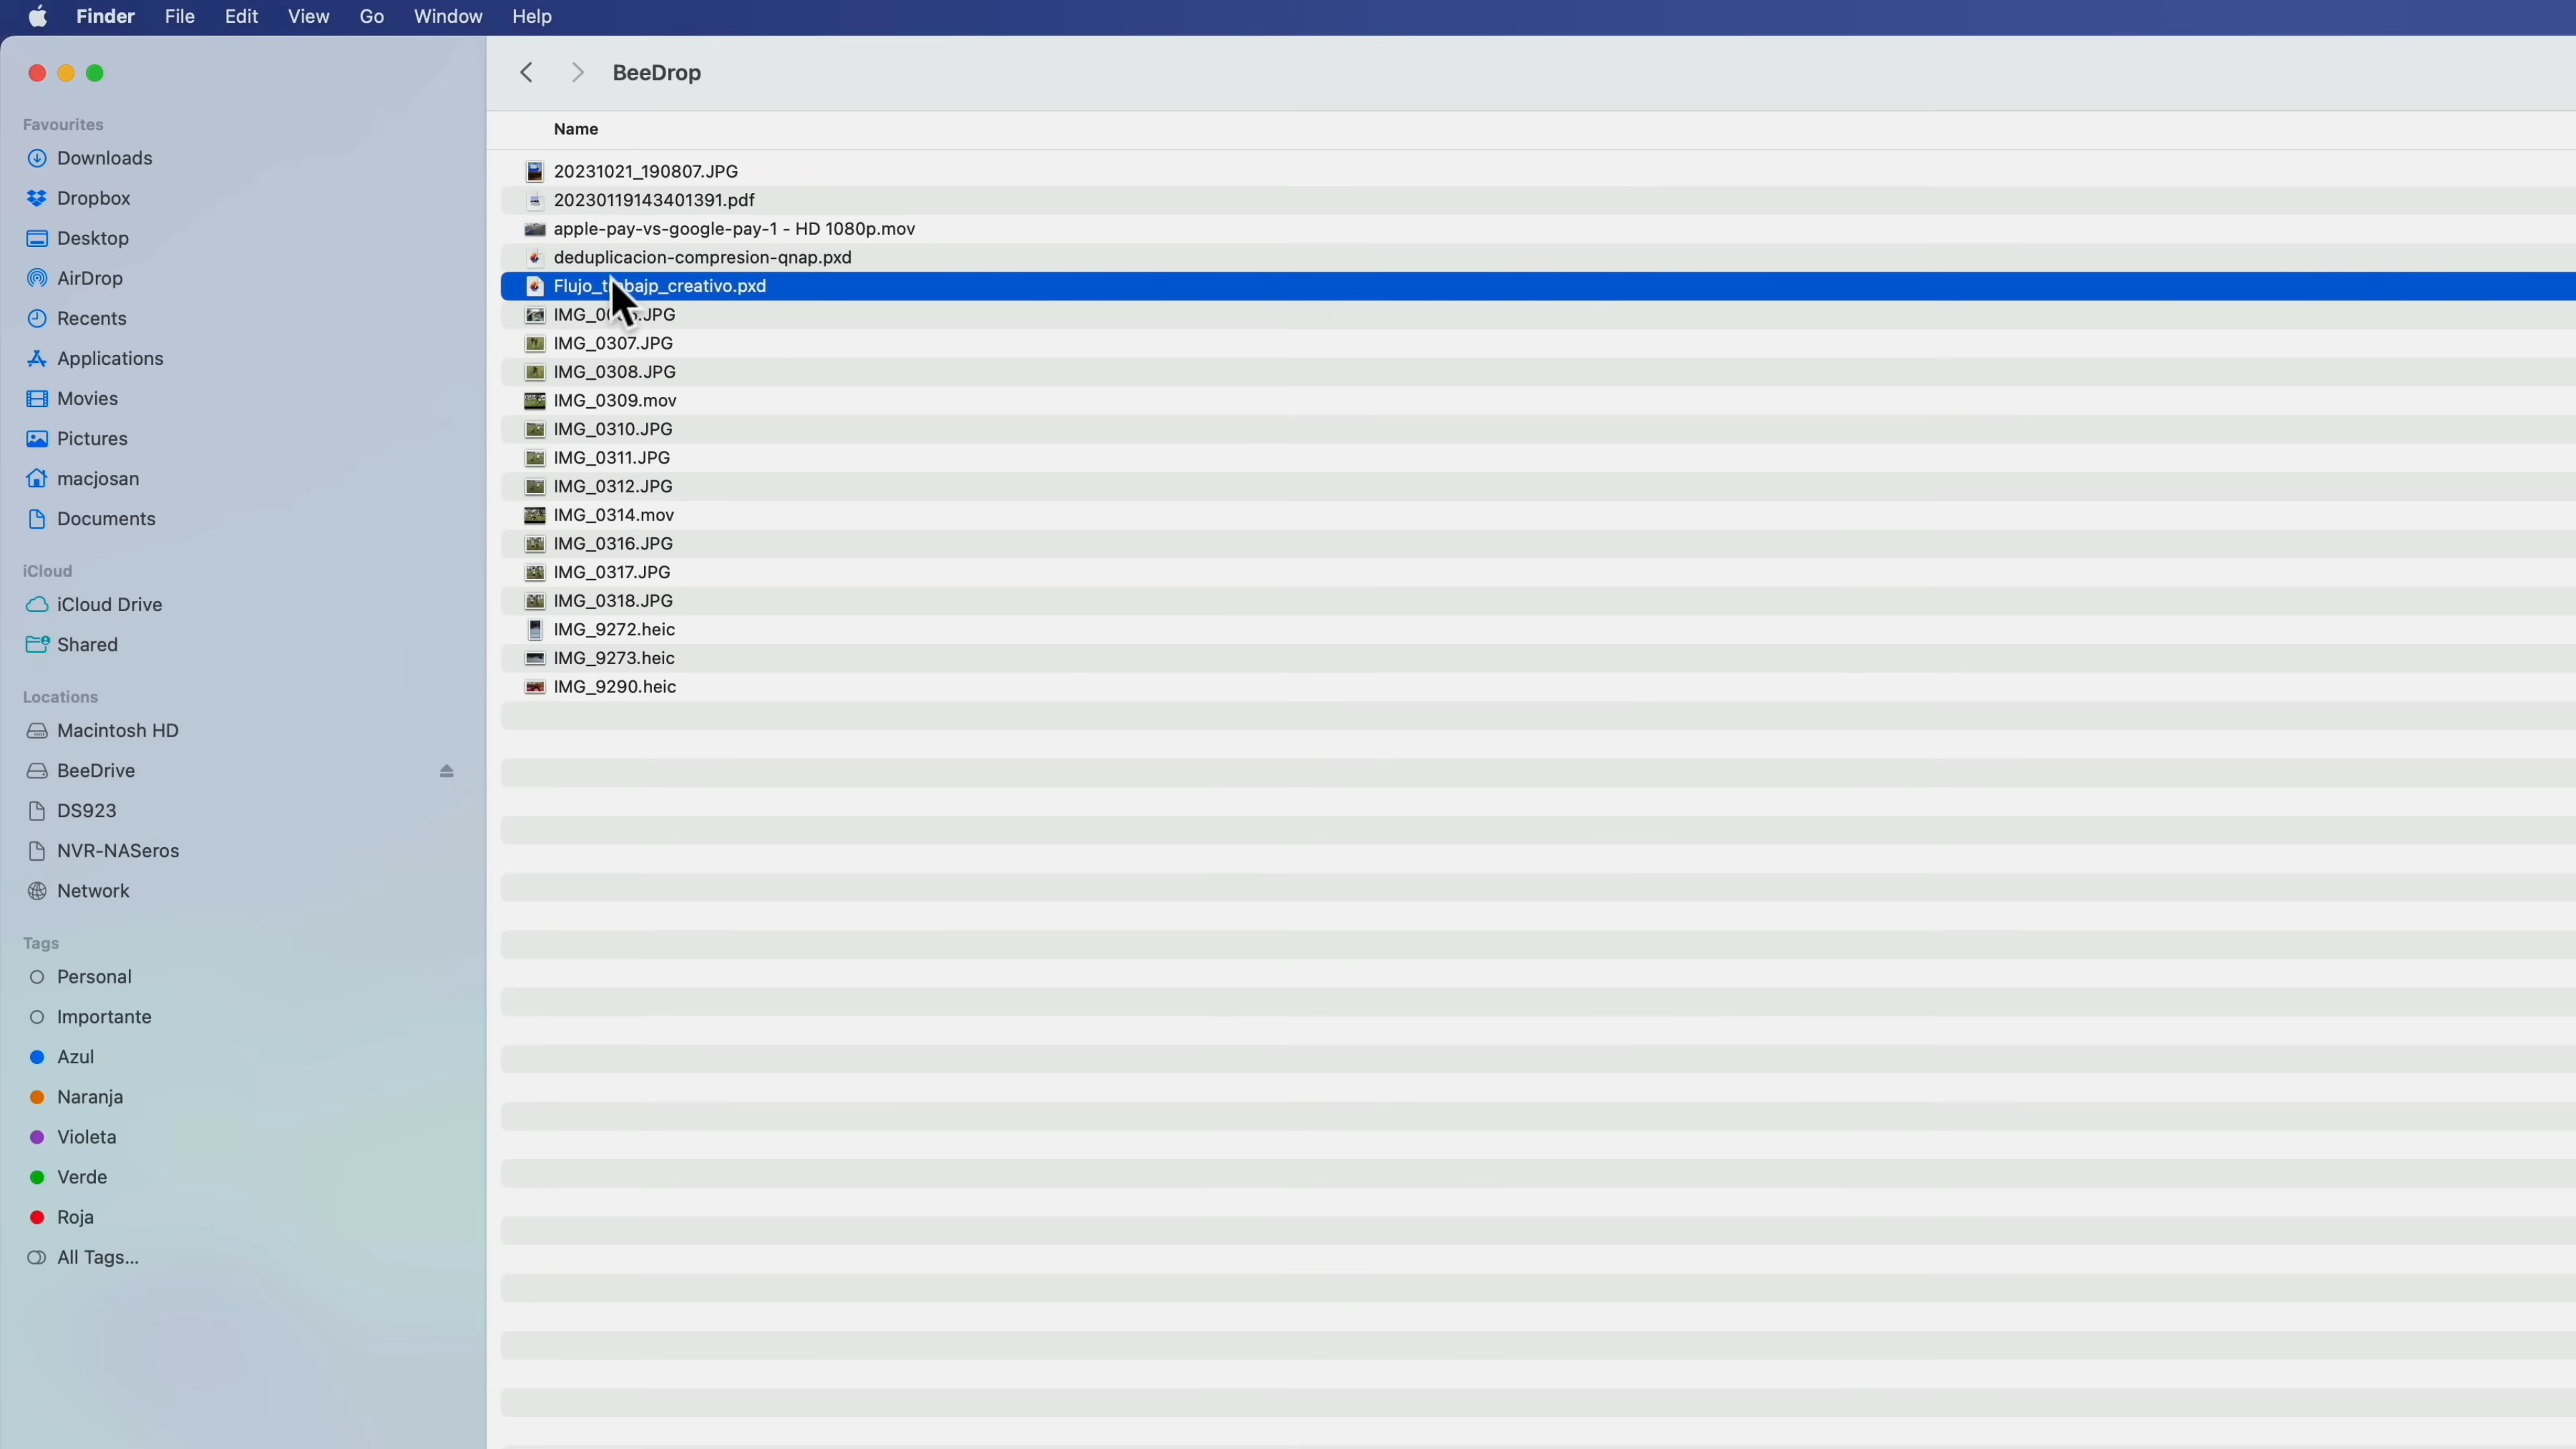 Finder File Edit View Go Window Help
BeeDrop
Favourites
Downloads
Dropbox
Desktop
AirDrop
Recents
Applications
Movies
Pictures
macjosan
Documents
iCloud
iCloud Drive
Shared
Locations
Macintosh HD
BeeDrive
DS923
NVR-NASeros
Network
Tags
Personal
Importante
Azul
Naranja
Violeta
Verde
Roja
All Tags...
Name
20231021_190807.JPG
20230119143401391.pdf
apple-pay-vs-google-pay-1 - HD 1080p.mov
deduplicacion-compresion-qnap.pxd
IMG_0307.JPG
IMG_0308.JPG
IMG_0309.mov
IMG_0310.JPG
IMG_0311.JPG
IMG_0312.JPG
IMG_0314.mov
IMG_0316.JPG
IMG_0317.JPG
IMG_0318.JPG
IMG_9272.heic
IMG_9273.heic
IMG_9290.heic